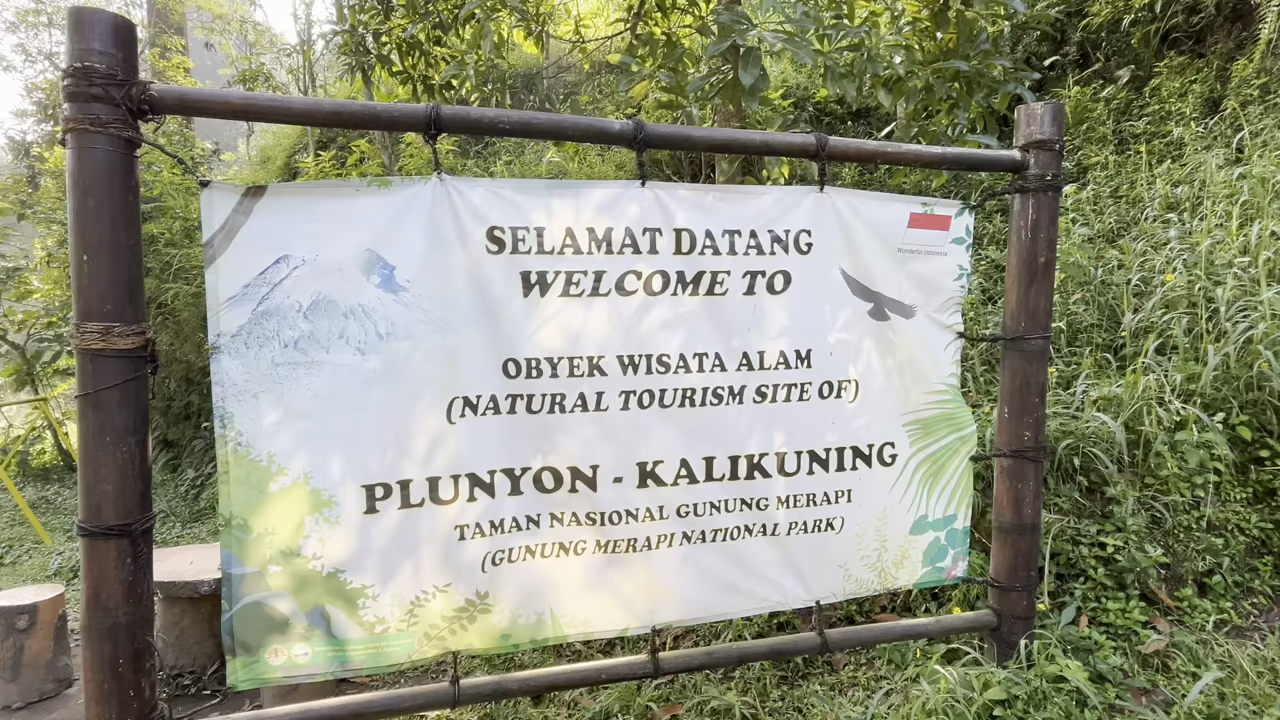 SELAMAT DATANG
WELCOME TO
Wonderful Indonesia
OBYEK WISATA ALAM
(NATURAL TOURISM SITE OF)
PLUNYON - KALIKUNING
TAMAN NASIONAL GUNUNG MERAPI
(GUNUNG MERAPI NATIONAL PARK)